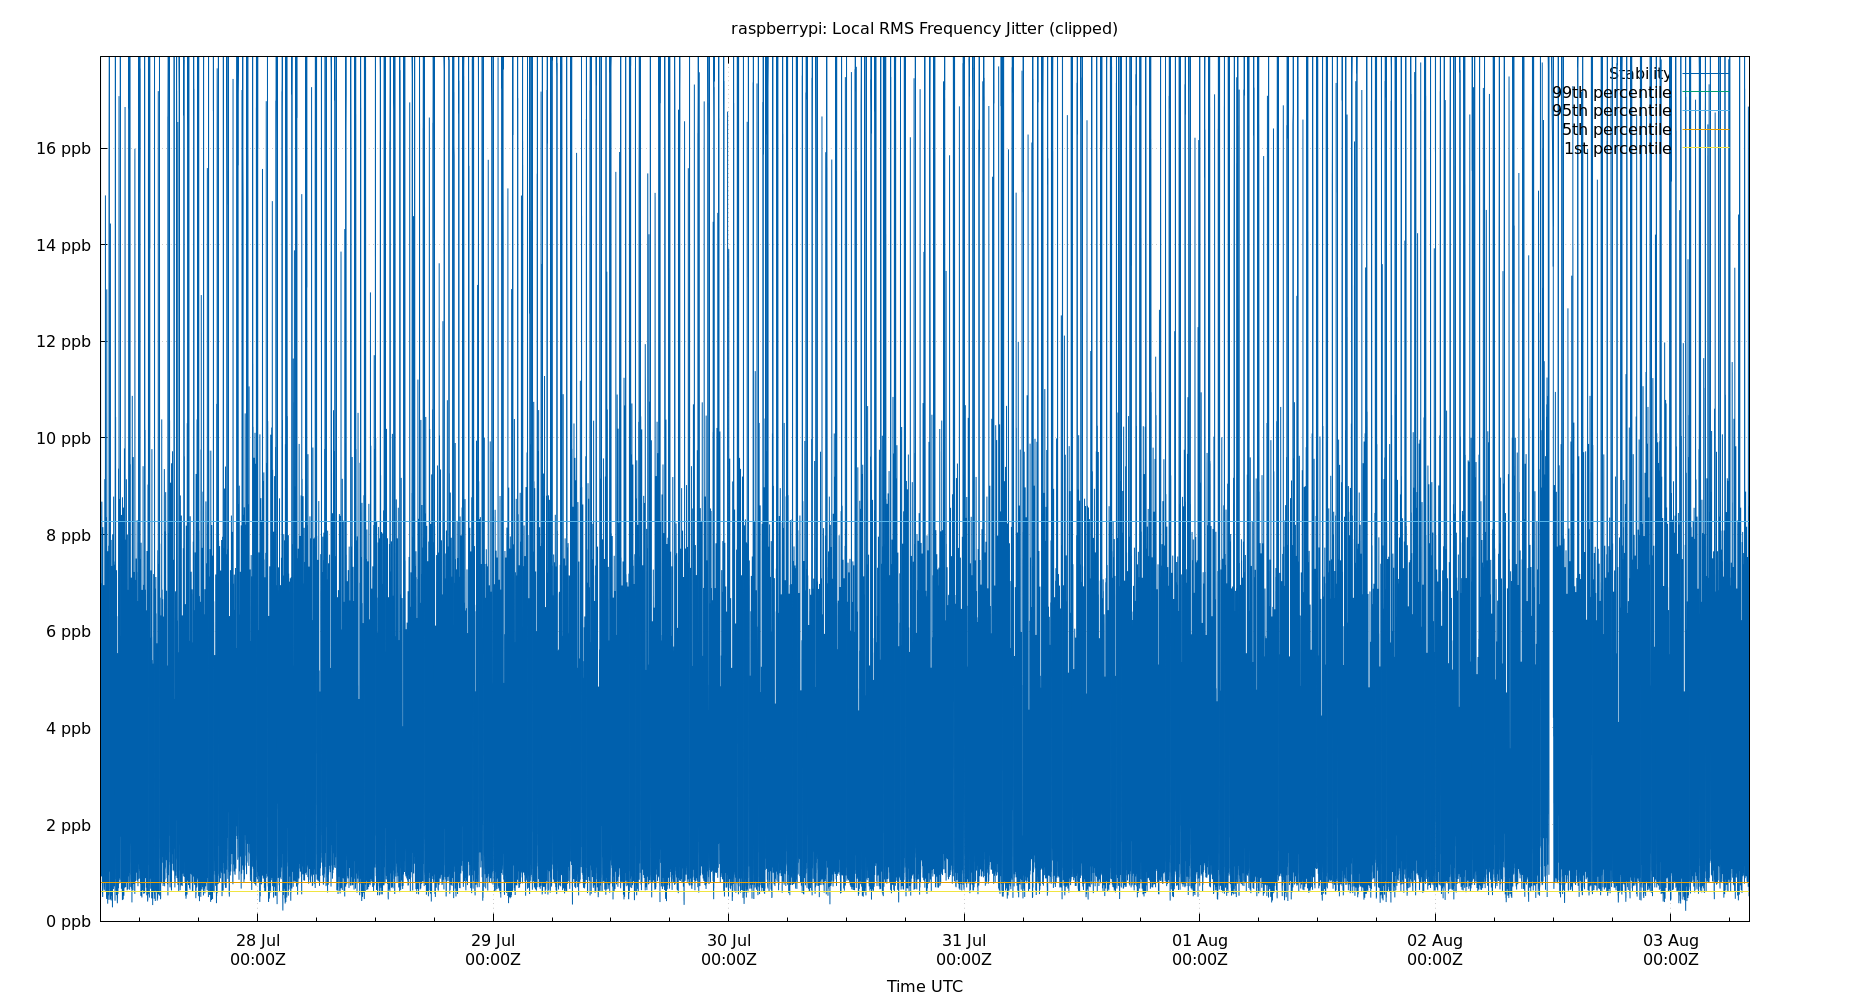 raspberrypi: Local RMS Frequency Jitter (clipped)
Stability
99th percentile
95th percentile
5th percentile
1st percentile
16 ppb
14 ppb
12 ppb
10 ppb
8 ppb
6 ppb
4 ppb
2 ppb
0 ppb
28 Jul 29 Jul 30 Jul 31 Jul 01 Aug 02 Aug 03 Aug
00:00Z 00:00Z 00:00Z 00:00Z 00:00Z 00:00Z 00:00Z
Time UTC